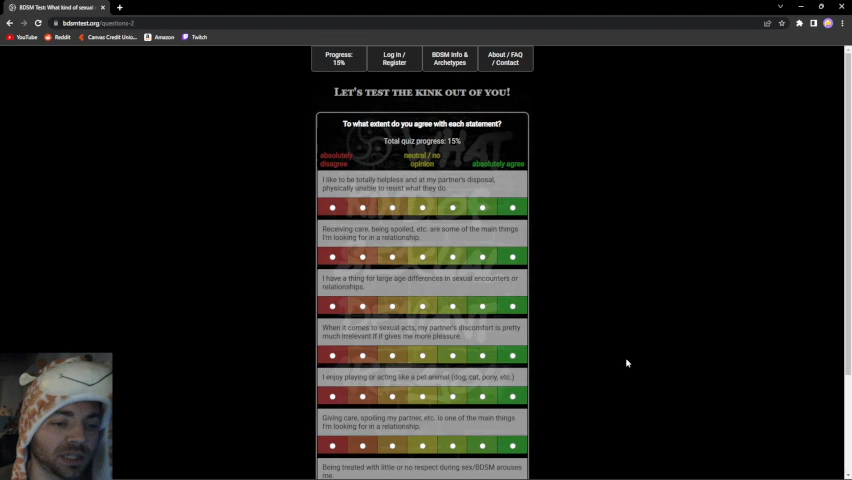 BDSM Test: What kind of sexual
bdsmtest.org/questions-2
YouTube Reddit Canvas Credit Unio... Amazon Twitch
Progress: 15%
Log In / Register
BDSM Info & Archetypes
About / FAQ / Contact
LET'S TEST THE KINK OUT OF YOU!
To what extent do you agree with each statement?
Total quiz progress: 15%
absolutely disagree
neutral / no opinion
absolutely agree
I like to be totally helpless and at my partner's disposal,
physically unable to resist what they do.
Receiving care, being spoiled, etc. are some of the main things
I'm looking for in a relationship.
I have a thing for large age differences in sexual encounters or
relationships.
When it comes to sexual acts, my partner's discomfort is pretty
much irrelevant if it gives me more pleasure.
I enjoy playing or acting like a pet animal (dog, cat, pony, etc.)
Giving care, spoiling my partner, etc. is one of the main things
I'm looking for in a relationship.
Being treated with little or no respect during sex/BDSM arouses
me.